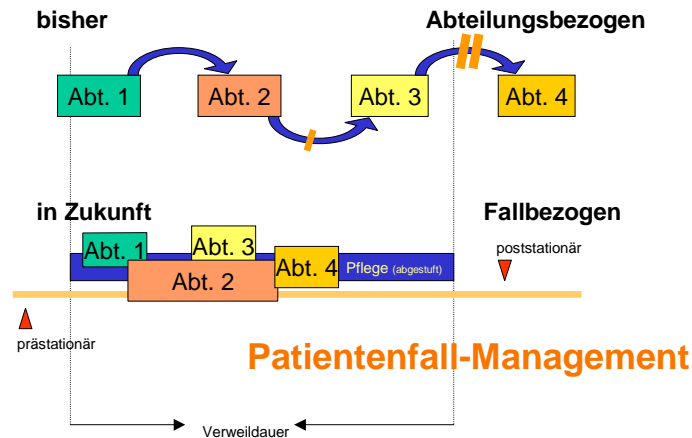 bisher
Abteilungsbezogen
Abt. 1
Abt. 2
Abt. 3
Abt. 4
in Zukunft
Fallbezogen
poststationär
Abt. 1
Abt. 3
Abt. 2
Abt. 4
Pflege (abgestuft)
prästationär
Patientenfall-Management
Verweildauer